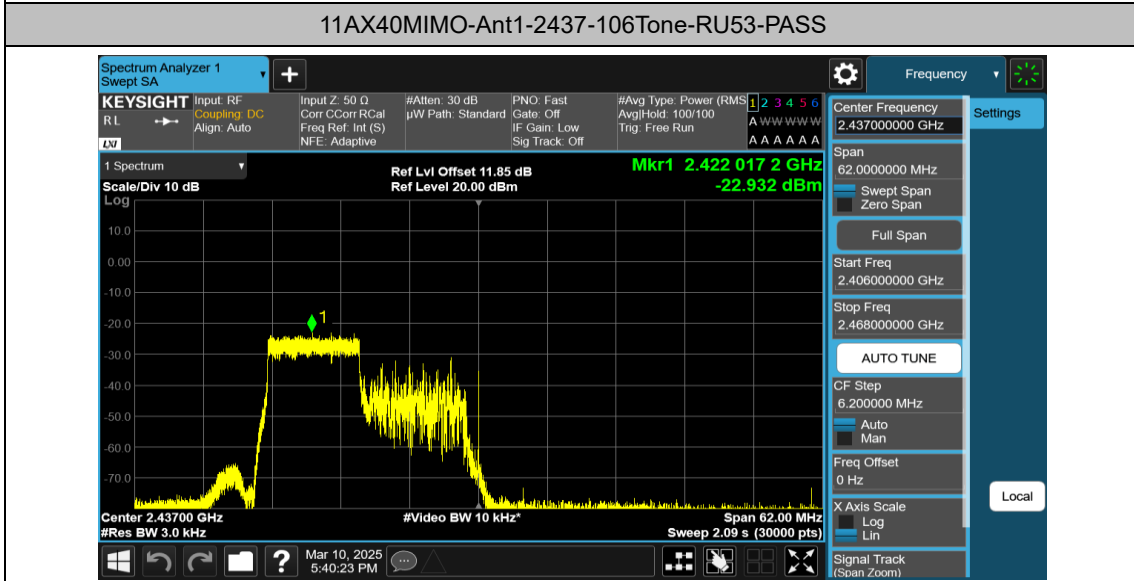 11AX40MIMO-Ant1-2437-106Tone-RU53-PASS
Spectrum Analyzer 1
Swept SA
Frequency
KEYSIGHT
RL
LXI
Input: RF
Coupling: DC
Align: Auto
Input Z: 50 Ω
Corr CCorr RCal
Freq Ref: Int (S)
NFE: Adaptive
#Atten: 30 dB
µW Path: Standard
PNO: Fast
Gate: Off
IF Gain: Low
Sig Track: Off
#Avg Type: Power (RMS
Avg|Hold: 100/100
Trig: Free Run
1 2 3 4 5 6
A W W W W W
A A A A A A
1 Spectrum
Scale/Div 10 dB
Log
Ref Lvl Offset 11.85 dB
Ref Level 20.00 dBm
Mkr1 2.422 017 2 GHz
-22.932 dBm
10.0
0.00
-10.0
-20.0
-30.0
-40.0
-50.0
-60.0
-70.0
1
Center 2.43700 GHz
#Res BW 3.0 kHz
#Video BW 10 kHz*
Span 62.00 MHz
Sweep 2.09 s (30000 pts)
Center Frequency
2.437000000 GHz
Settings
Span
62.0000000 MHz
Swept Span
Zero Span
Full Span
Start Freq
2.406000000 GHz
Stop Freq
2.468000000 GHz
AUTO TUNE
CF Step
6.200000 MHz
Auto
Man
Freq Offset
0 Hz
Local
X Axis Scale
Log
Lin
Signal Track
(Span Zoom)
?
Mar 10, 2025
5:40:23 PM